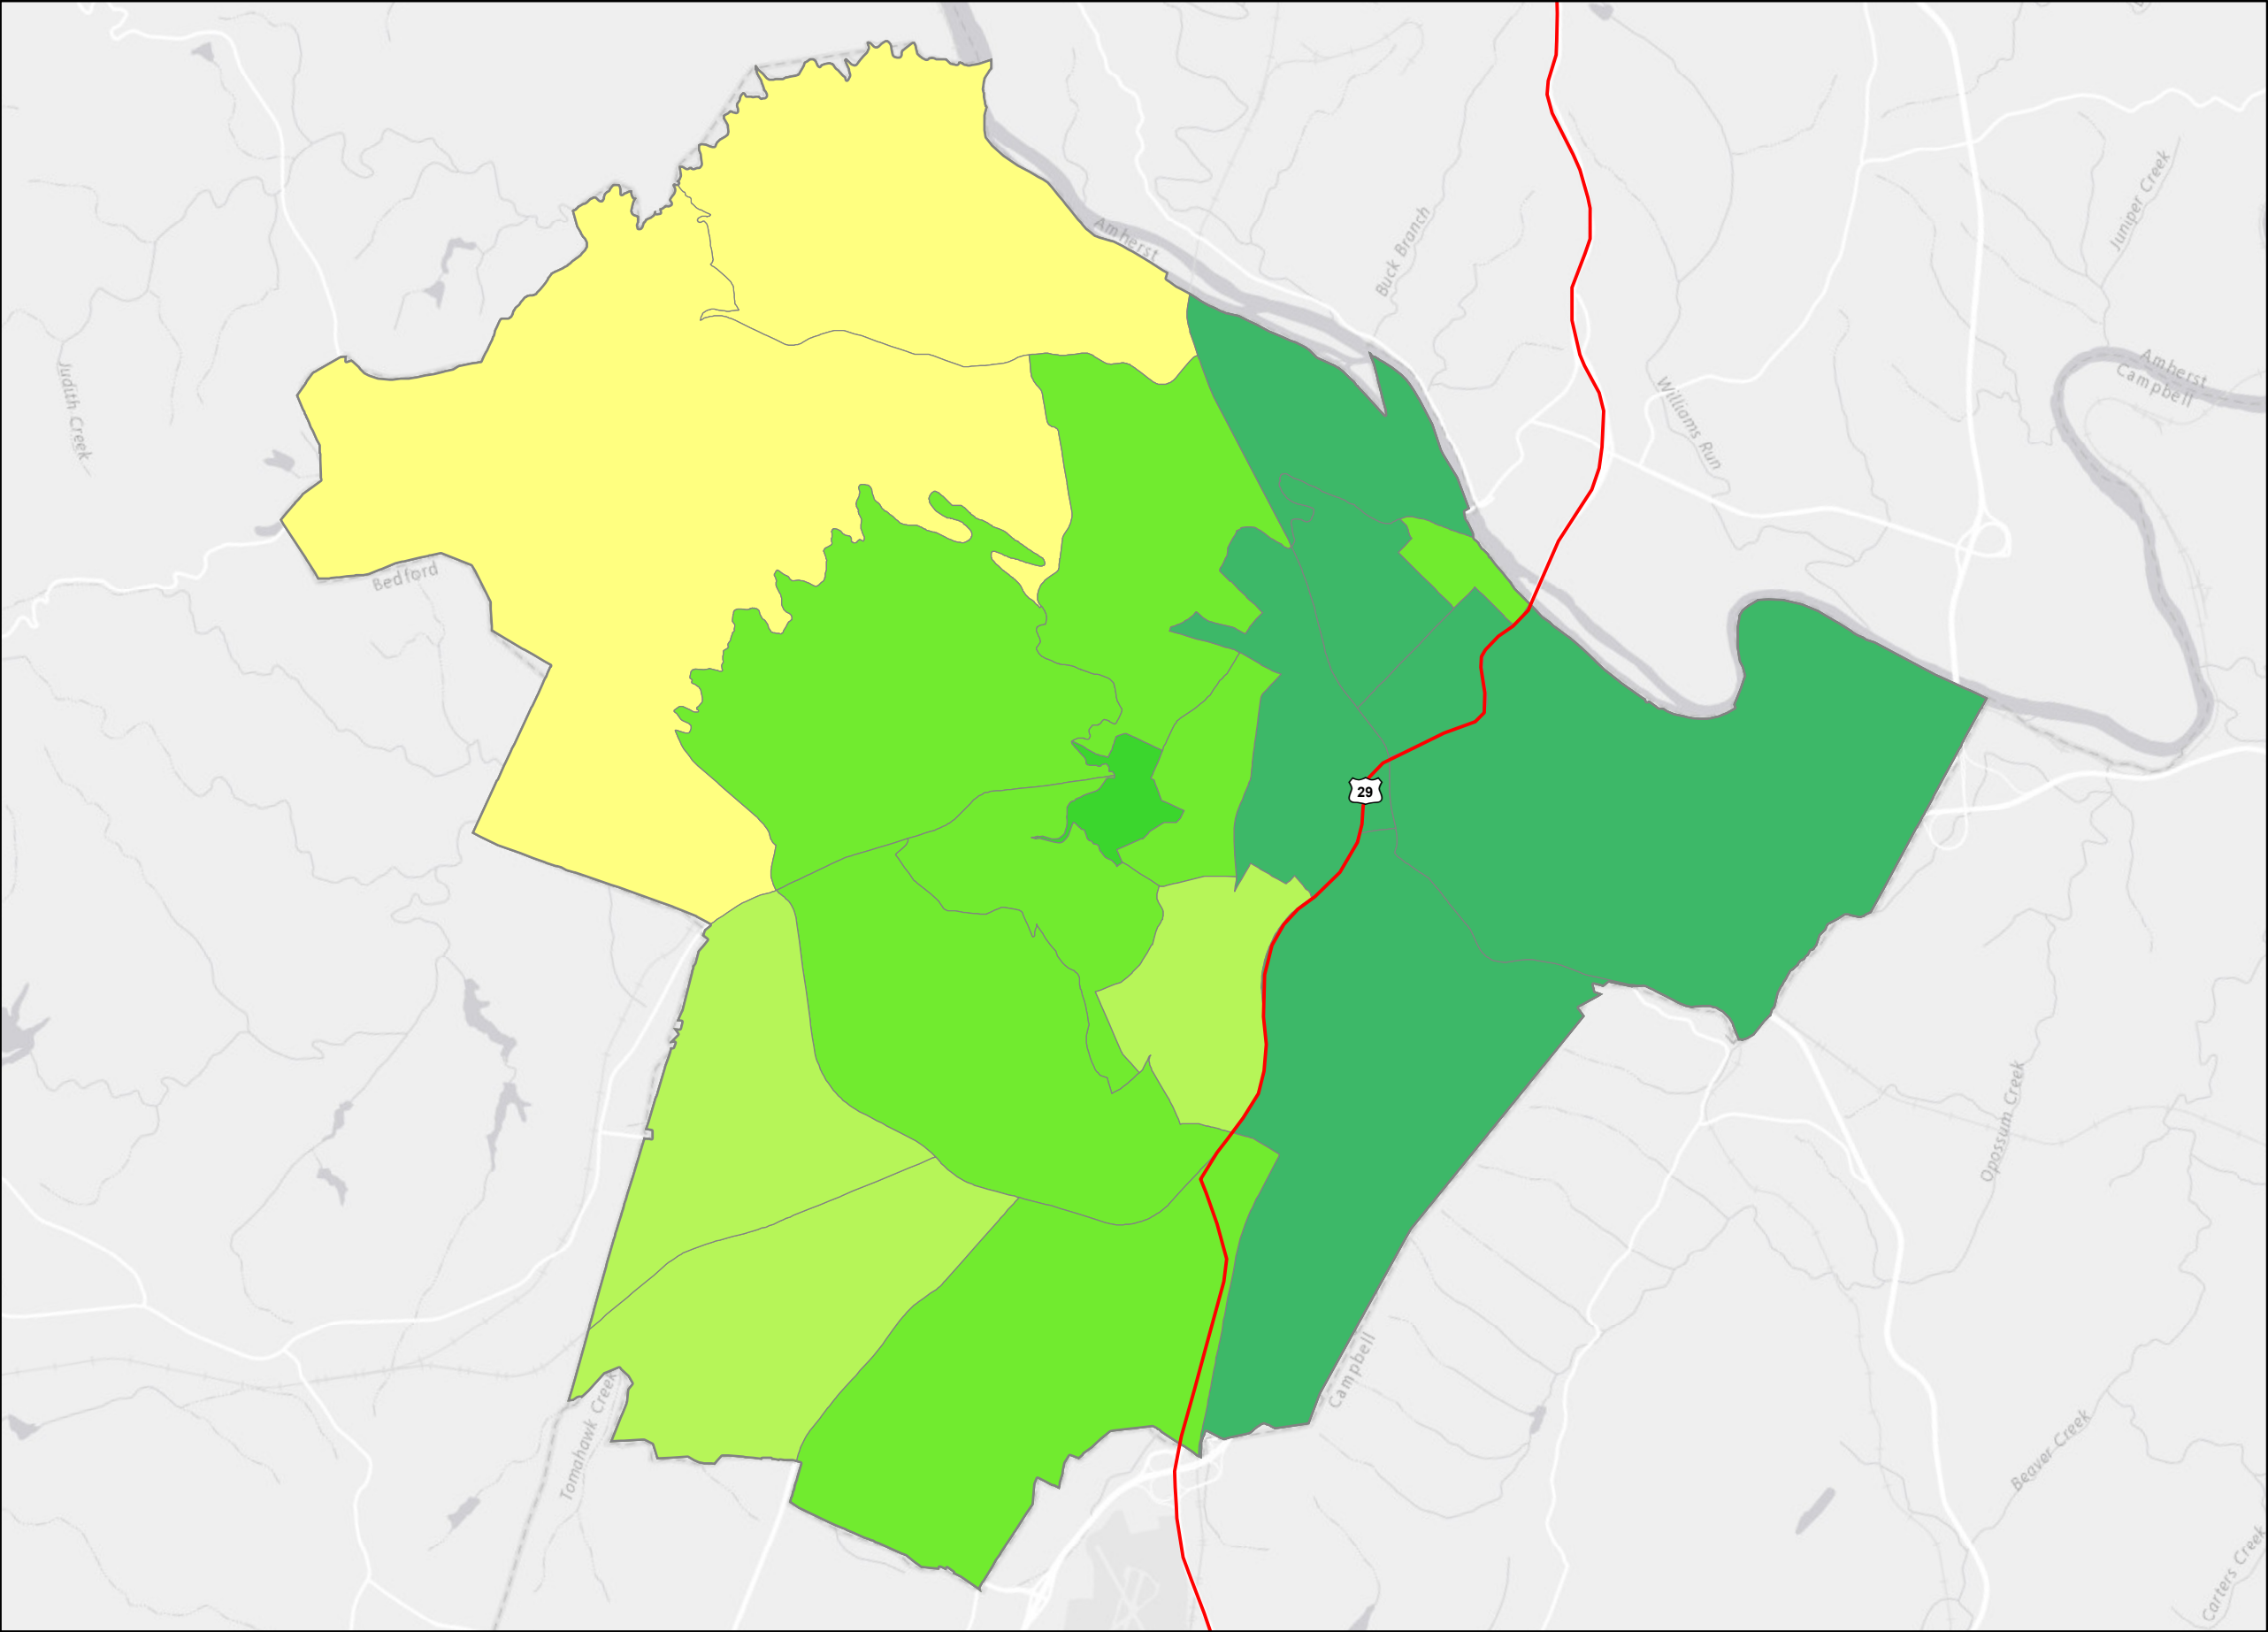 Amherst
Buck Branch
Juniper Creek
Judith Creek
Williams Run
Amherst
Campbell
Bedford
29
Opossum Creek
Campbell
Tomahawk Creek
Beaver Creek
Carters Creek